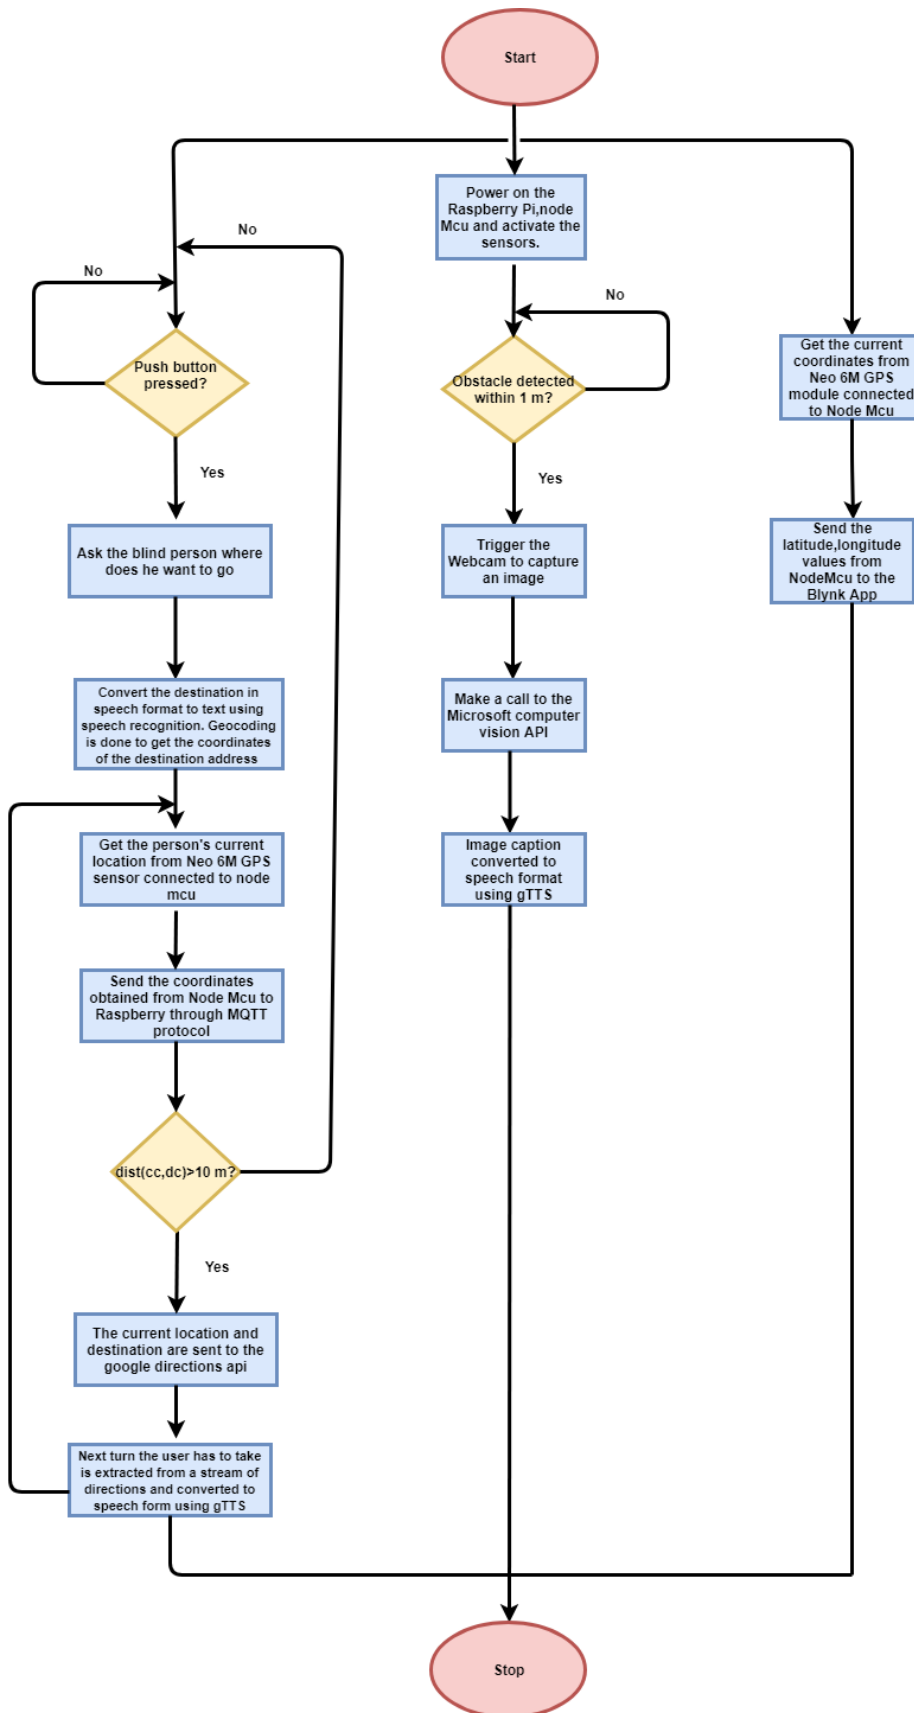 Start
Power on the
Raspberry Pi,node
Mcu and activate the
sensors.
No
No
No
Push button
pressed?
Obstacle detected
within 1 m?
Get the current
coordinates from
Neo 6M GPS
module connected
to Node Mcu
Yes
Yes
Ask the blind person where
does he want to go
Trigger the
Webcam to capture
an image
Send the
latitude,longitude
values from
NodeMcu to the
Blynk App
Convert the destination in
speech format to text using
speech recognition. Geocoding
is done to get the coordinates
of the destination address
Make a call to the
Microsoft computer
vision API
Get the person's current
location from Neo 6M GPS
sensor connected to node
mcu
Image caption
converted to
speech format
using gTTS
Send the coordinates
obtained from Node Mcu to
Raspberry through MQTT
protocol
dist(cc,dc)>10 m?
Yes
The current location and
destination are sent to the
google directions api
Next turn the user has to take
is extracted from a stream of
directions and converted to
speech form using gTTS
Stop